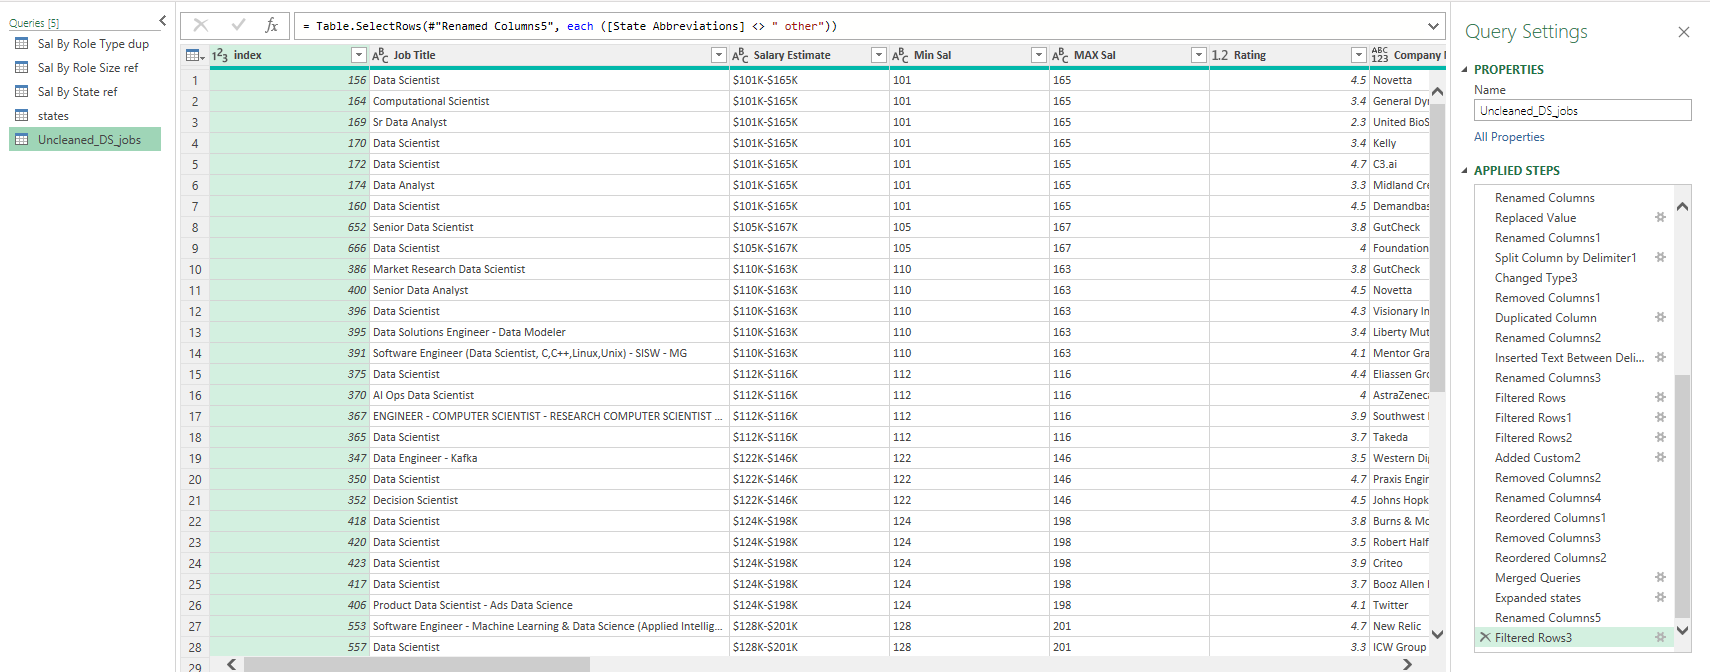 Queries [5]
Sal By Role Type dup
Sal By Role Size ref
Sal By State ref
states
Uncleaned_DS_jobs
fx
= Table.SelectRows(#"Renamed Columns5", each ([State Abbreviations] <> " other"))
1²3 index ABC Job Title ABC Salary Estimate ABC Min Sal ABC MAX Sal 1.2 Rating ABC 123 Company
1 156 Data Scientist $101K-$165K 101 165 4.5 Novetta
2 164 Computational Scientist $101K-$165K 101 165 3.4 General Dy
3 169 Sr Data Analyst $101K-$165K 101 165 2.3 United BioS
4 170 Data Scientist $101K-$165K 101 165 3.4 Kelly
5 172 Data Scientist $101K-$165K 101 165 4.7 C3.ai
6 174 Data Analyst $101K-$165K 101 165 3.3 Midland Cre
7 160 Data Scientist $101K-$165K 101 165 4.5 Demandbas
8 652 Senior Data Scientist $105K-$167K 105 167 3.8 GutCheck
9 666 Data Scientist $105K-$167K 105 167 4 Foundation
10 386 Market Research Data Scientist $110K-$163K 110 163 3.8 GutCheck
11 400 Senior Data Analyst $110K-$163K 110 163 4.5 Novetta
12 396 Data Scientist $110K-$163K 110 163 4.3 Visionary In
13 395 Data Solutions Engineer - Data Modeler $110K-$163K 110 163 3.4 Liberty Mut
14 391 Software Engineer (Data Scientist, C,C++,Linux,Unix) - SISW - MG $110K-$163K 110 163 4.1 Mentor Gra
15 375 Data Scientist $112K-$116K 112 116 4.4 Eliassen Gro
16 370 AI Ops Data Scientist $112K-$116K 112 116 4 AstraZeneca
17 367 ENGINEER - COMPUTER SCIENTIST - RESEARCH COMPUTER SCIENTIST ... $112K-$116K 112 116 3.9 Southwest
18 365 Data Scientist $112K-$116K 112 116 3.7 Takeda
19 347 Data Engineer - Kafka $122K-$146K 122 146 3.5 Western Di
20 350 Data Scientist $122K-$146K 122 146 4.7 Praxis Engir
21 352 Decision Scientist $122K-$146K 122 146 4.5 Johns Hopk
22 418 Data Scientist $124K-$198K 124 198 3.8 Burns & Mc
23 420 Data Scientist $124K-$198K 124 198 3.5 Robert Half
24 423 Data Scientist $124K-$198K 124 198 3.9 Criteo
25 417 Data Scientist $124K-$198K 124 198 3.7 Booz Allen
26 406 Product Data Scientist - Ads Data Science $124K-$198K 124 198 4.1 Twitter
27 553 Software Engineer - Machine Learning & Data Science (Applied Intellig... $128K-$201K 128 201 4.7 New Relic
28 557 Data Scientist $128K-$201K 128 201 3.3 ICW Group
29
Query Settings
PROPERTIES
Name
Uncleaned_DS_jobs
All Properties
APPLIED STEPS
Renamed Columns
Replaced Value
Renamed Columns1
Split Column by Delimiter1
Changed Type3
Removed Columns1
Duplicated Column
Renamed Columns2
Inserted Text Between Deli...
Renamed Columns3
Filtered Rows
Filtered Rows1
Filtered Rows2
Added Custom2
Removed Columns2
Renamed Columns4
Reordered Columns1
Removed Columns3
Reordered Columns2
Merged Queries
Expanded states
Renamed Columns5
Filtered Rows3